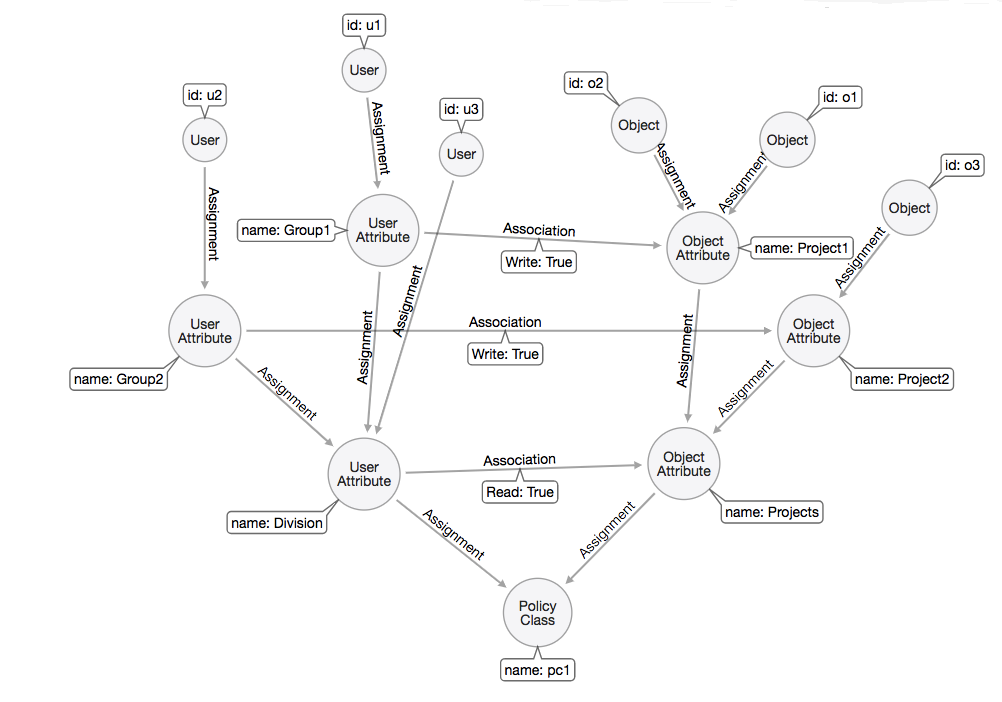 id: u1
User
id: u2
User
id: u3
User
id: o2
Object
id: o1
Object
id: o3
Object
Assignment
Assignment
Assignment
Assignment
Assignment
name: Group1
User
Attribute
Association
Write: True
Object
Attribute
name: Project1
Assignment
User
Attribute
name: Group2
Association
Write: True
Object
Attribute
name: Project2
Assignment
Assignment
Assignment
Assignment
User
Attribute
name: Division
Association
Read: True
Object
Attribute
name: Projects
Assignment
Assignment
Policy
Class
name: pc1